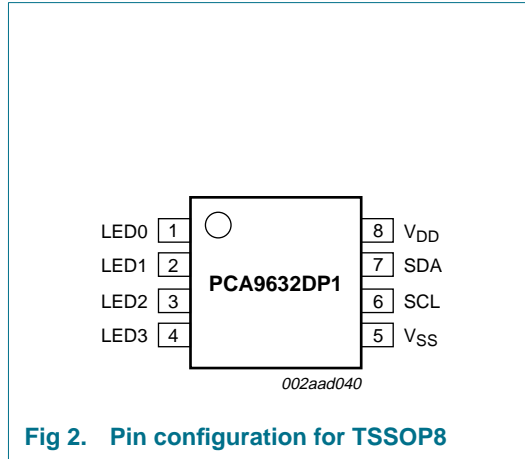 LED0 1 8 VDD
LED1 2 7 SDA
PCA9632DP1
LED2 3 6 SCL
LED3 4 5 VSS
002aad040
Fig 2. Pin configuration for TSSOP8